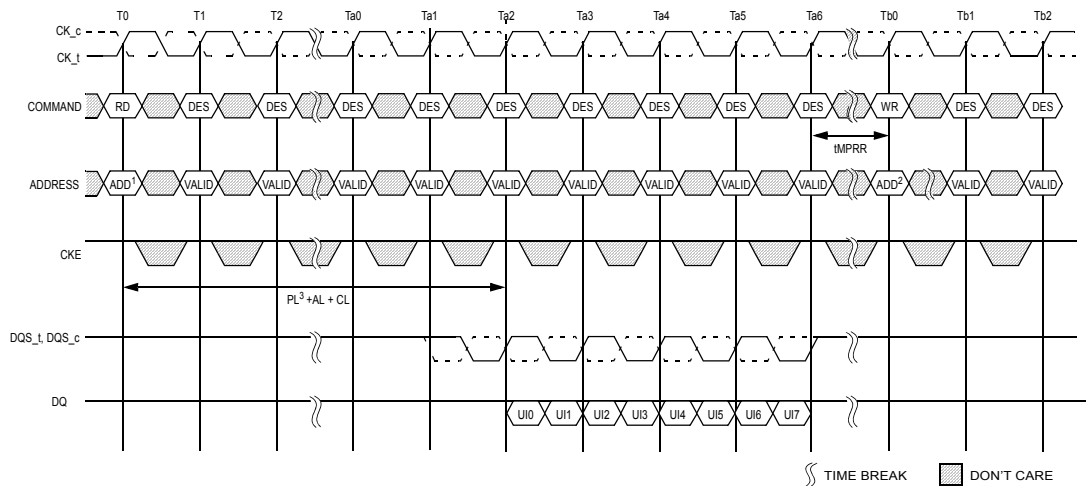 T0 T1 T2 Ta0 Ta1 Ta2 Ta3 Ta4 Ta5 Ta6 Tb0 Tb1 Tb2
CK_c
CK_t
COMMAND RD DES DES DES DES DES DES DES DES DES WR DES DES
tMPRR
ADDRESS ADD1 VALID VALID VALID VALID VALID VALID VALID VALID VALID ADD2 VALID VALID
CKE
PL3 +AL + CL
DQS_t, DQS_c
DQ UI0 UI1 UI2 UI3 UI4 UI5 UI6 UI7
TIME BREAK DON'T CARE